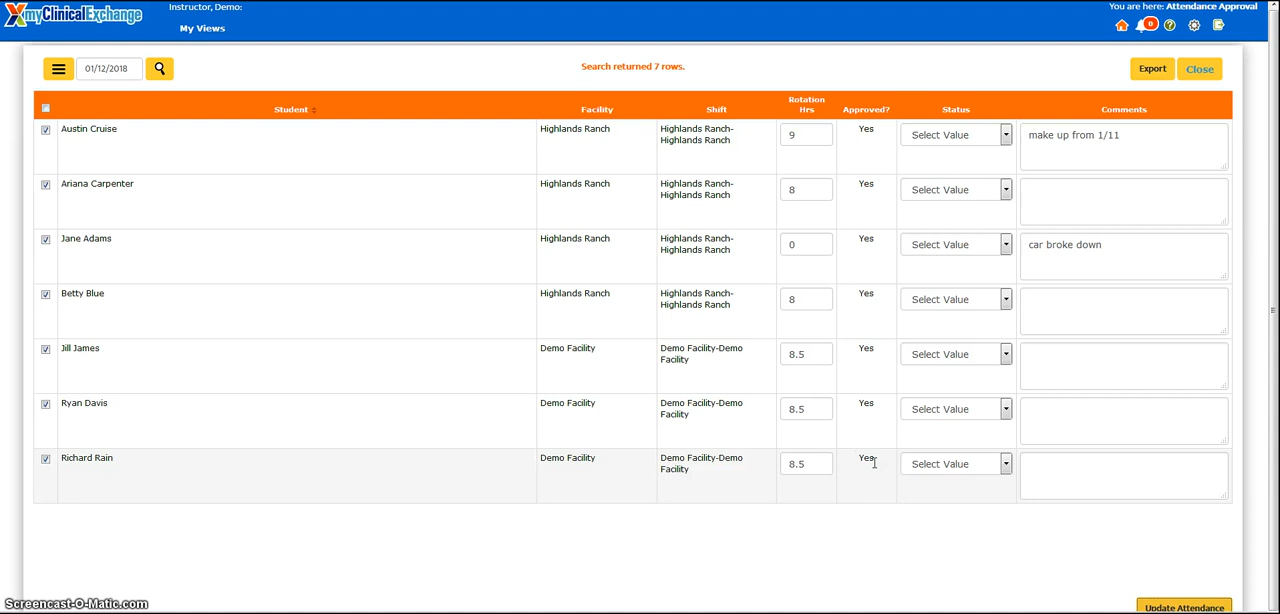 myClinicalExchange
Instructor, Demo:
My Views
You are here: Attendance Approval
0
?
01/12/2018
Search returned 7 rows.
Export
Close
Student
Facility
Shift
Rotation Hrs
Approved?
Status
Comments
Austin Cruise
Highlands Ranch
Highlands Ranch-
Highlands Ranch
9
Yes
Select Value
make up from 1/11
Ariana Carpenter
Highlands Ranch
Highlands Ranch-
Highlands Ranch
8
Yes
Select Value
Jane Adams
Highlands Ranch
Highlands Ranch-
Highlands Ranch
0
Yes
Select Value
car broke down
Betty Blue
Highlands Ranch
Highlands Ranch-
Highlands Ranch
8
Yes
Select Value
Jill James
Demo Facility
Demo Facility-Demo
Facility
8.5
Yes
Select Value
Ryan Davis
Demo Facility
Demo Facility-Demo
Facility
8.5
Yes
Select Value
Richard Rain
Demo Facility
Demo Facility-Demo
Facility
8.5
Yes
Select Value
Update Attendance
Screencast-O-Matic.com